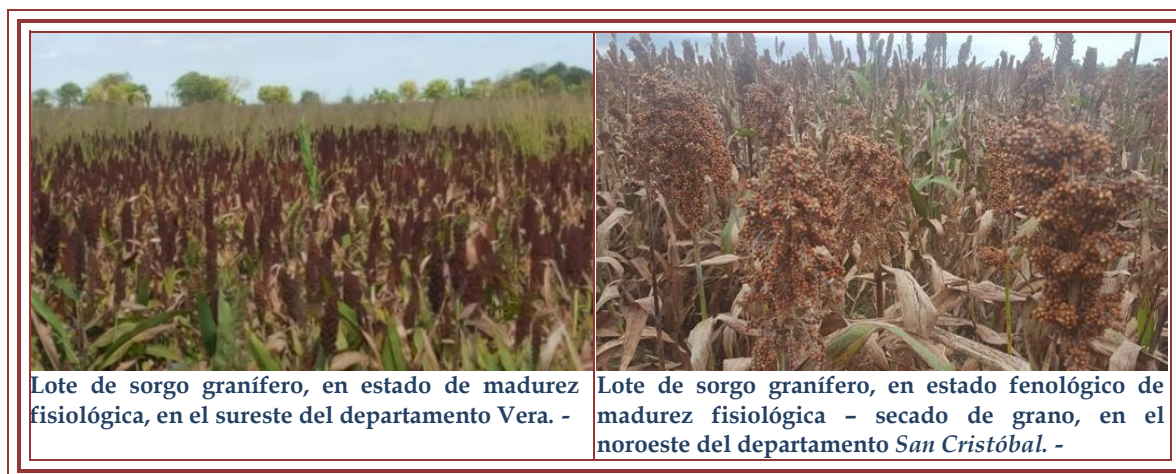 Lote de sorgo granífero, en estado de madurez
fisiológica, en el sureste del departamento Vera. -
Lote de sorgo granífero, en estado fenológico de
madurez fisiológica – secado de grano, en el
noroeste del departamento San Cristóbal. -